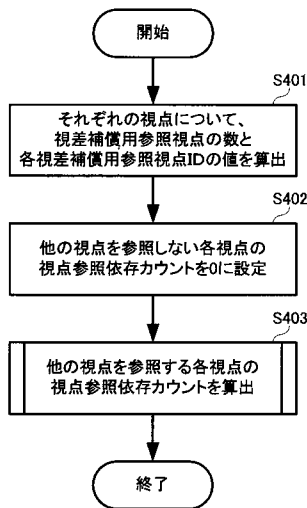 開始
S401
それぞれの視点について、
視差補償用参照視点の数と
各視差補償用参照視点IDの値を算出
S402
他の視点を参照しない各視点の
視点参照依存カウントを0に設定
S403
他の視点を参照する各視点の
視点参照依存カウントを算出
終了